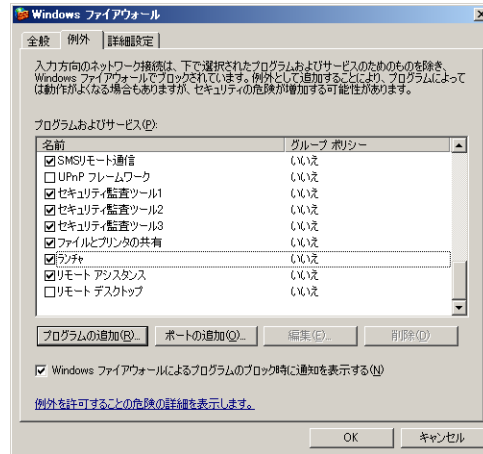 Windows ファイアウォール
全般 例外 詳細設定
入力方向のネットワーク接続は、下で選択されたプログラムおよびサービスのためのものを除き、
Windows ファイアウォールでブロックされています。例外として追加することにより、プログラムによって
は動作がよくなる場合もありますが、セキュリティの危険が増加する可能性があります。
プログラムおよびサービス(P):
名前 グループ ポリシー
SMSリモート通信 いいえ
UPnP フレームワーク いいえ
セキュリティ監査ツール1 いいえ
セキュリティ監査ツール2 いいえ
セキュリティ監査ツール3 いいえ
ファイルとプリンタの共有 いいえ
ランチャ いいえ
リモート アシスタンス いいえ
リモート デスクトップ いいえ
プログラムの追加(R)... ポートの追加(O)... 編集(E)... 削除(D)
Windows ファイアウォールによるプログラムのブロック時に通知を表示する(N)
例外を許可することの危険の詳細を表示します。
OK キャンセル